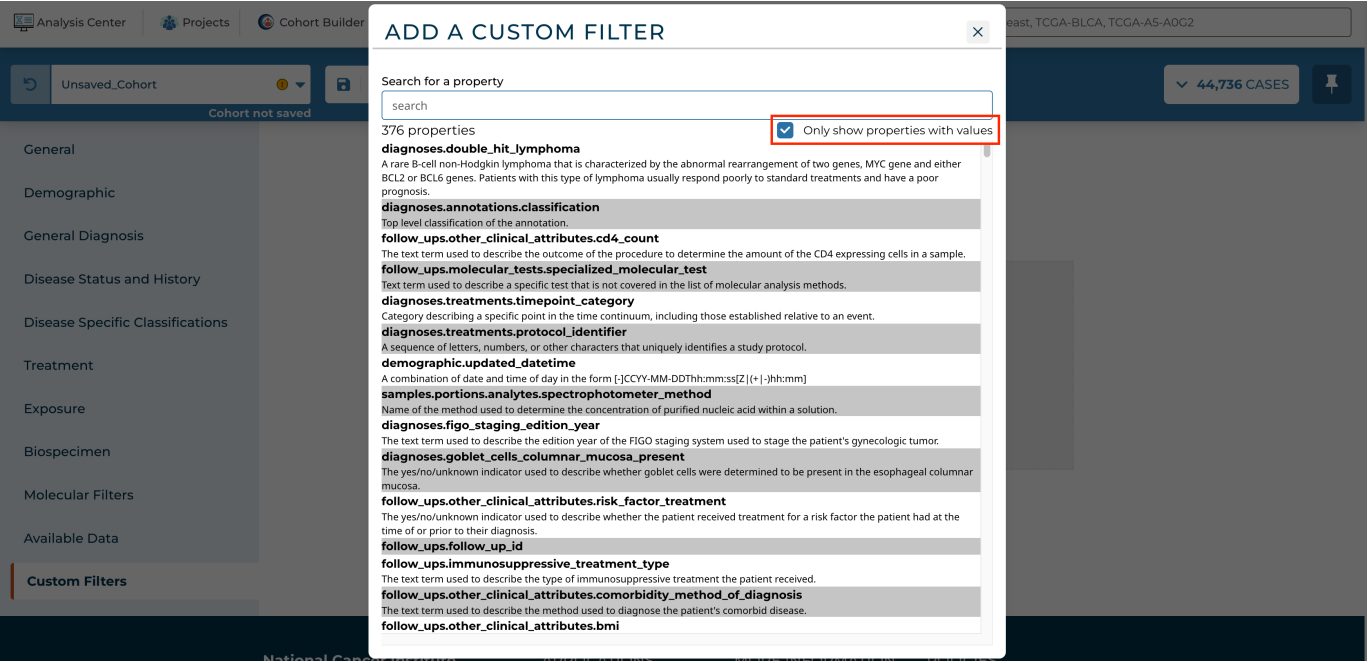 Analysis Center
Projects
Cohort Builder
east, TCGA-BLCA, TCGA-A5-A0G2
Unsaved_Cohort
Cohort not saved
44,736 CASES
General
Demographic
General Diagnosis
Disease Status and History
Disease Specific Classifications
Treatment
Exposure
Biospecimen
Molecular Filters
Available Data
Custom Filters
ADD A CUSTOM FILTER
Search for a property
search
376 properties
Only show properties with values
diagnoses.double_hit_lymphoma
A rare B-cell non-Hodgkin lymphoma that is characterized by the abnormal rearrangement of two genes, MYC gene and either
BCL2 or BCL6 genes. Patients with this type of lymphoma usually respond poorly to standard treatments and have a poor
prognosis.
diagnoses.annotations.classification
Top level classification of the annotation.
follow_ups.other_clinical_attributes.cd4_count
The text term used to describe the outcome of the procedure to determine the amount of the CD4 expressing cells in a sample.
follow_ups.molecular_tests.specialized_molecular_test
Text term used to describe a specific test that is not covered in the list of molecular analysis methods.
diagnoses.treatments.timepoint_category
Category describing a specific point in the time continuum, including those established relative to an event.
diagnoses.treatments.protocol_identifier
A sequence of letters, numbers, or other characters that uniquely identifies a study protocol.
demographic.updated_datetime
A combination of date and time of day in the form [-]CCYY-MM-DDThh:mm:ss[Z|(+|-)hh:mm]
samples.portions.analytes.spectrophotometer_method
Name of the method used to determine the concentration of purified nucleic acid within a solution.
diagnoses.figo_staging_edition_year
The text term used to describe the edition year of the FIGO staging system used to stage the patient's gynecologic tumor.
diagnoses.goblet_cells_columnar_mucosa_present
The yes/no/unknown indicator used to describe whether goblet cells were determined to be present in the esophageal columnar
mucosa.
follow_ups.other_clinical_attributes.risk_factor_treatment
The yes/no/unknown indicator used to describe whether the patient received treatment for a risk factor the patient had at the
time of or prior to their diagnosis.
follow_ups.follow_up_id
follow_ups.immunosuppressive_treatment_type
The text term used to describe the type of immunosuppressive treatment the patient received.
follow_ups.other_clinical_attributes.comorbidity_method_of_diagnosis
The text term used to describe the method used to diagnose the patient's comorbid disease.
follow_ups.other_clinical_attributes.bmi
National Cancer Institute
APPLICATIONS
MORE INFORMATION
POLICIES